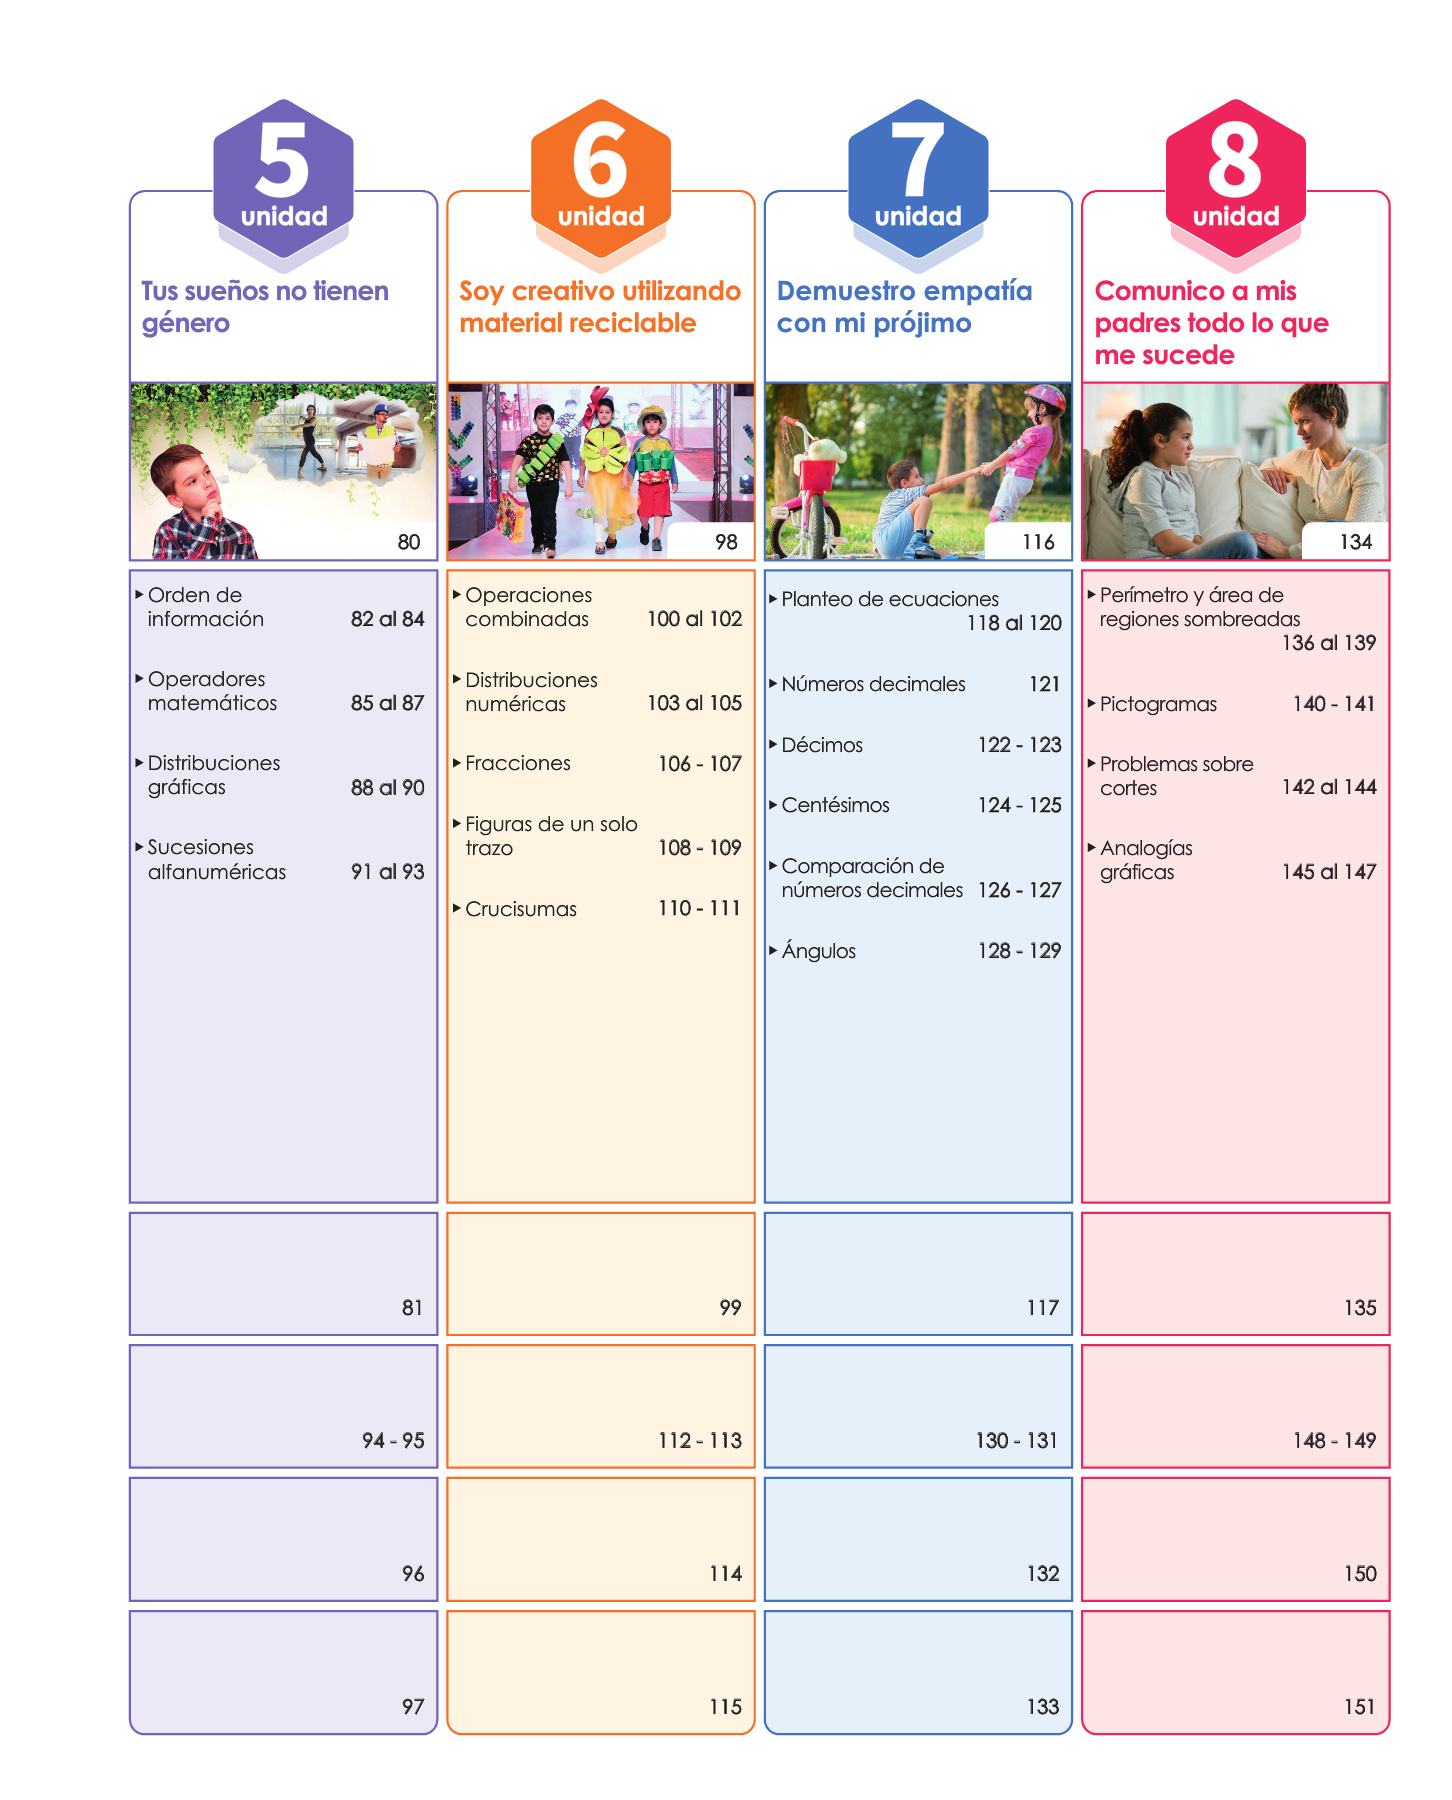 5
unidad
Tus sueños no tienen
género
80
Orden de
información 82 al 84
Operadores
matemáticos 85 al 87
Distribuciones
gráficas 88 al 90
Sucesiones
alfanuméricas 91 al 93
81
94 - 95
96
97
6
unidad
Soy creativo utilizando
material reciclable
98
Operaciones
combinadas 100 al 102
Distribuciones
numéricas 103 al 105
Fracciones 106 - 107
Figuras de un solo
trazo 108 - 109
Crucisumas 110 - 111
99
112 - 113
114
115
7
unidad
Demuestro empatía
con mi prójimo
116
Planteo de ecuaciones
118 al 120
Números decimales 121
Décimos 122 - 123
Centésimos 124 - 125
Comparación de
números decimales 126 - 127
Ángulos 128 - 129
117
130 - 131
132
133
8
unidad
Comunico a mis
padres todo lo que
me sucede
134
Perímetro y área de
regiones sombreadas
136 al 139
Pictogramas 140 - 141
Problemas sobre
cortes 142 al 144
Analogías
gráficas 145 al 147
135
148 - 149
150
151